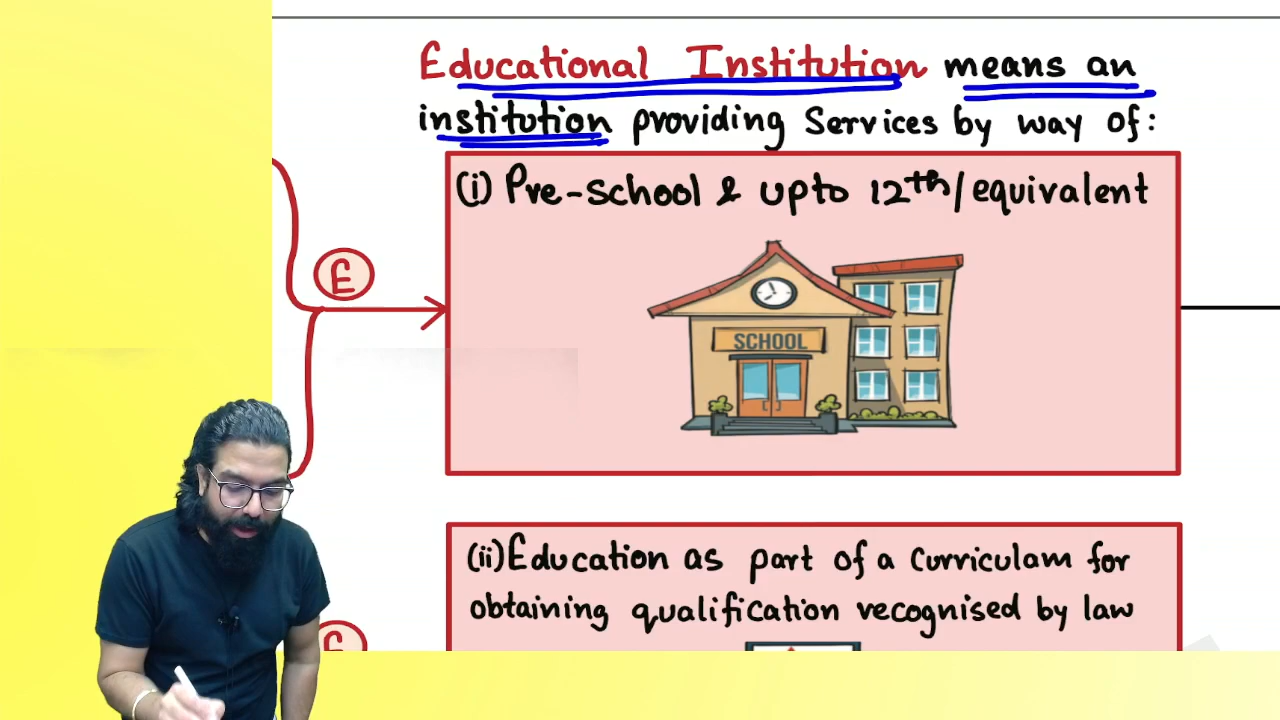 Educational Institution means an
institution providing Services by way of:
(i) Pre-School & upto 12th/equivalent
E
SCHOOL
(ii) Education as part of a curriculam for
obtaining qualification recognised by law